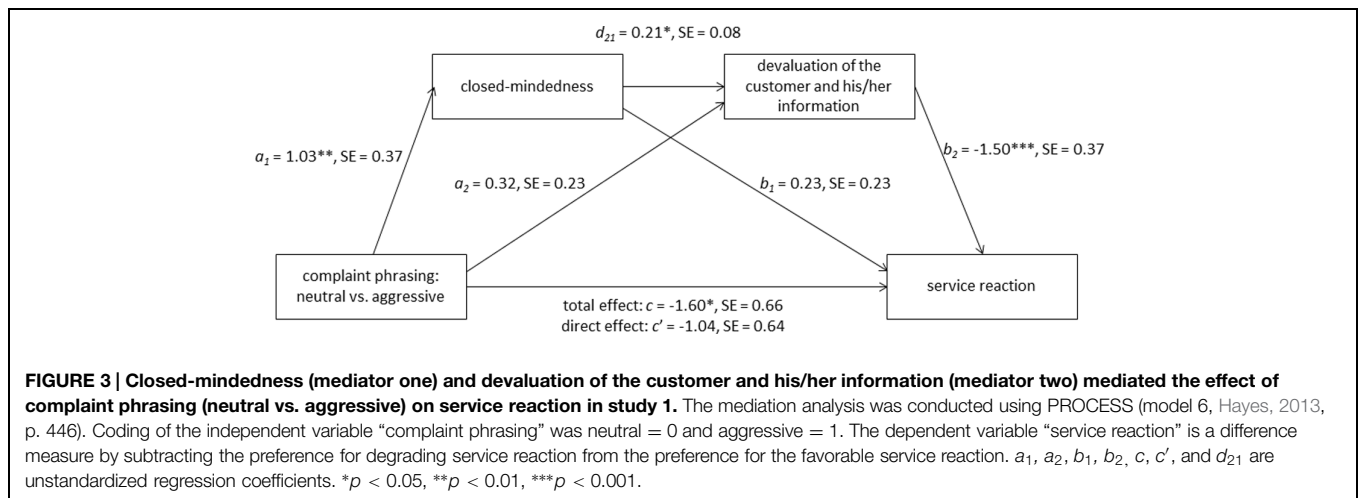 d21 = 0.21*, SE = 0.08
closed-mindedness
devaluation of the
customer and his/her
information
a1 = 1.03**, SE = 0.37
a2 = 0.32, SE = 0.23
b1 = 0.23, SE = 0.23
b2 = -1.50***, SE = 0.37
complaint phrasing:
neutral vs. aggressive
service reaction
total effect: c = -1.60*, SE = 0.66
direct effect: c' = -1.04, SE = 0.64
FIGURE 3 | Closed-mindedness (mediator one) and devaluation of the customer and his/her information (mediator two) mediated the effect of
complaint phrasing (neutral vs. aggressive) on service reaction in study 1. The mediation analysis was conducted using PROCESS (model 6, Hayes, 2013,
p. 446). Coding of the independent variable “complaint phrasing” was neutral = 0 and aggressive = 1. The dependent variable “service reaction” is a difference
measure by subtracting the preference for degrading service reaction from the preference for the favorable service reaction. a1, a2, b1, b2, c, c′, and d21 are
unstandardized regression coefficients. *p < 0.05, **p < 0.01, ***p < 0.001.